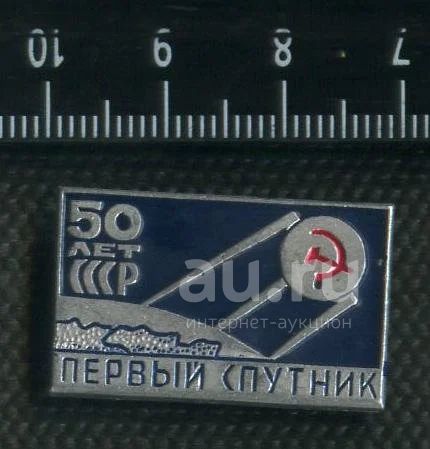 10 9 8 7
50
ЛЕТ
СССР
au.ru
интернет-аукцион
ПЕРВЫЙ СПУТНИК